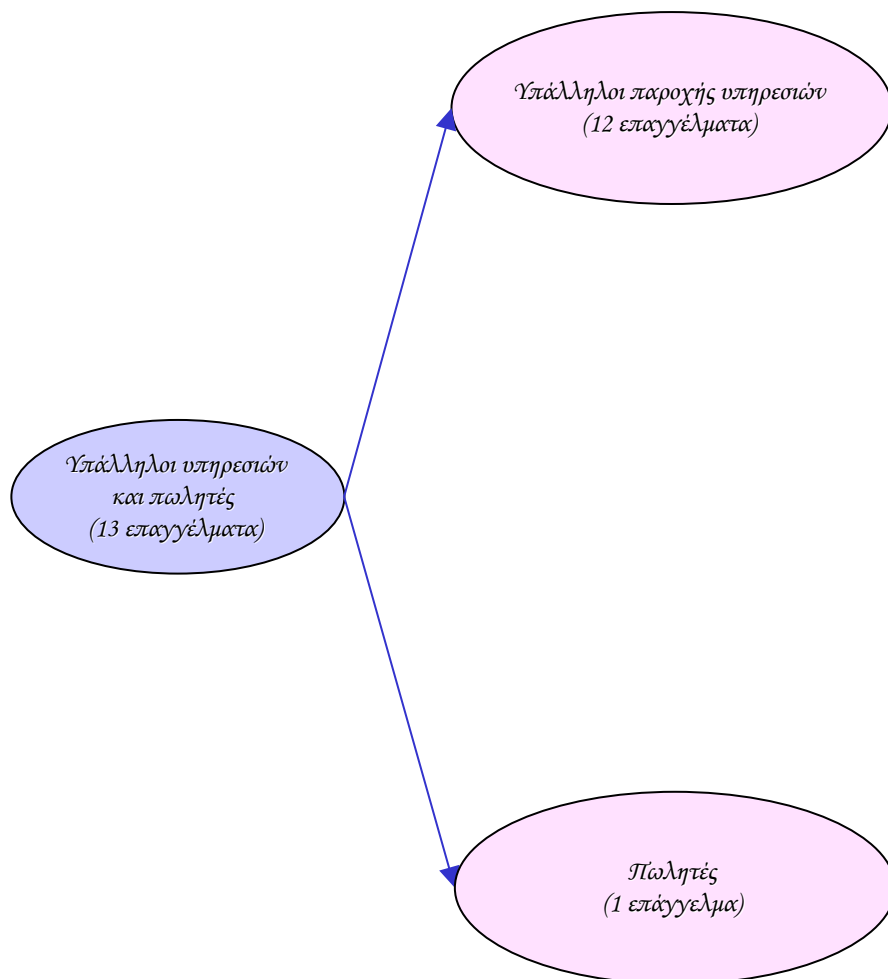 Υπάλληλοι παροχής υπηρεσιών
(12 επαγγέλματα)
Υπάλληλοι υπηρεσιών
και πωλητές
(13 επαγγέλματα)
Πωλητές
(1 επάγγελμα)